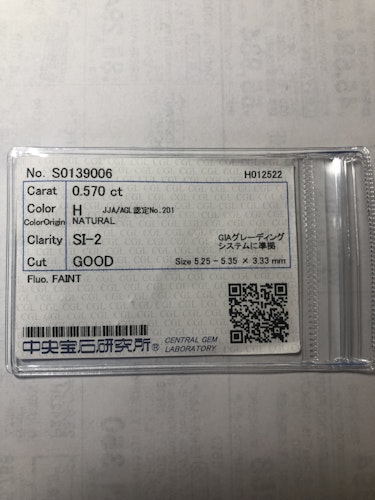 No. S0139006 H012522
Carat 0.570 ct
Color H JJA/AGL認定No.201
ColorOrigin NATURAL
Clarity SI-2 GIAグレーディング
システムに準拠
Cut GOOD Size 5.25 - 5.35 × 3.33 mm
Fluo. FAINT
中央宝石研究所® CENTRAL GEM
LABORATORY